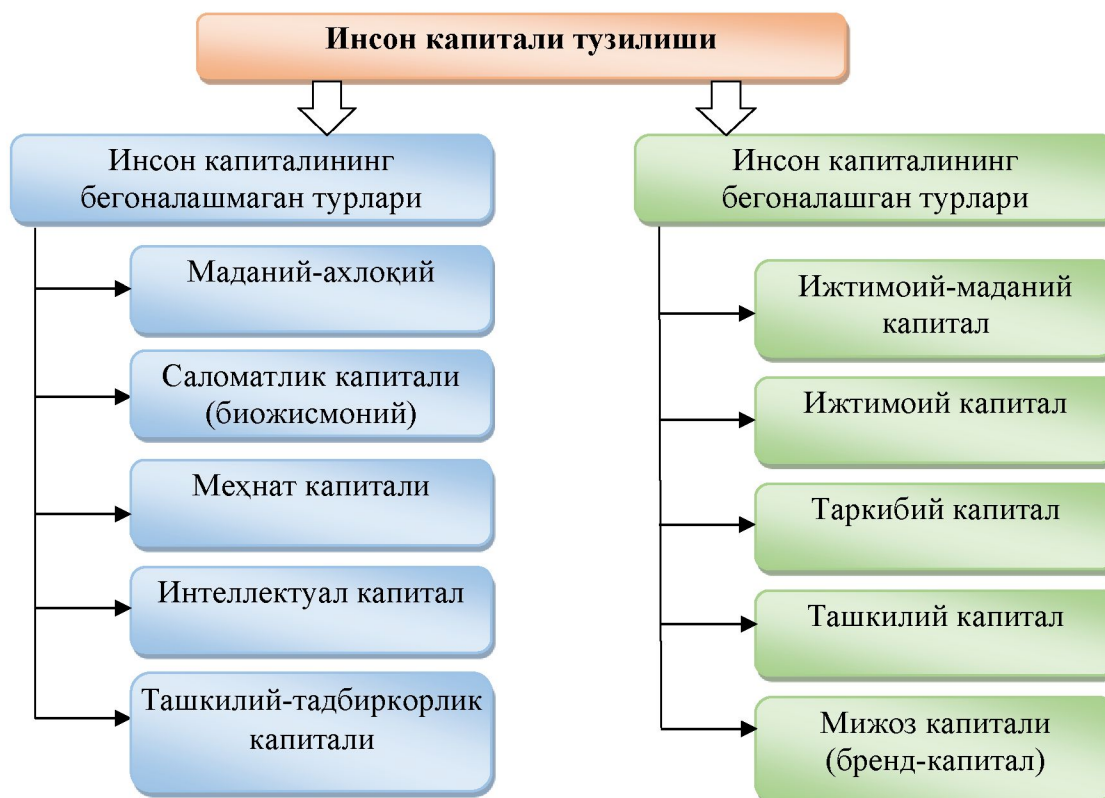 Инсон капитали тузилиши
Инсон капиталининг
бегоналашмаган турлари
Маданий-ахлоқий
Саломатлик капитали
(биожисмоний)
Меҳнат капитали
Интеллектуал капитал
Ташкилий-тадбиркорлик
капитали
Инсон капиталининг
бегоналашган турлари
Ижтимоий-маданий
капитал
Ижтимоий капитал
Таркибий капитал
Ташкилий капитал
Мижоз капитали
(бренд-капитал)